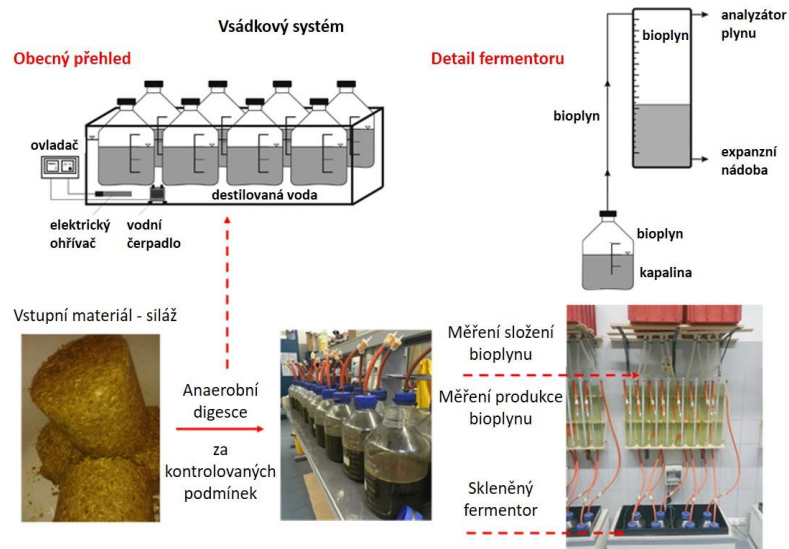 Vsádkový systém
Obecný přehled
ovladač
elektrický
ohřívač
vodní
čerpadlo
destilovaná voda
Detail fermentoru
bioplyn
bioplyn
analyzátor
plynu
expanzní
nádoba
bioplyn
kapalina
Vstupní materiál - siláž
Anaerobní
digesce
za
kontrolovaných
podmínek
Měření složení
bioplynu
Měření produkce
bioplynu
Skleněný
fermentor